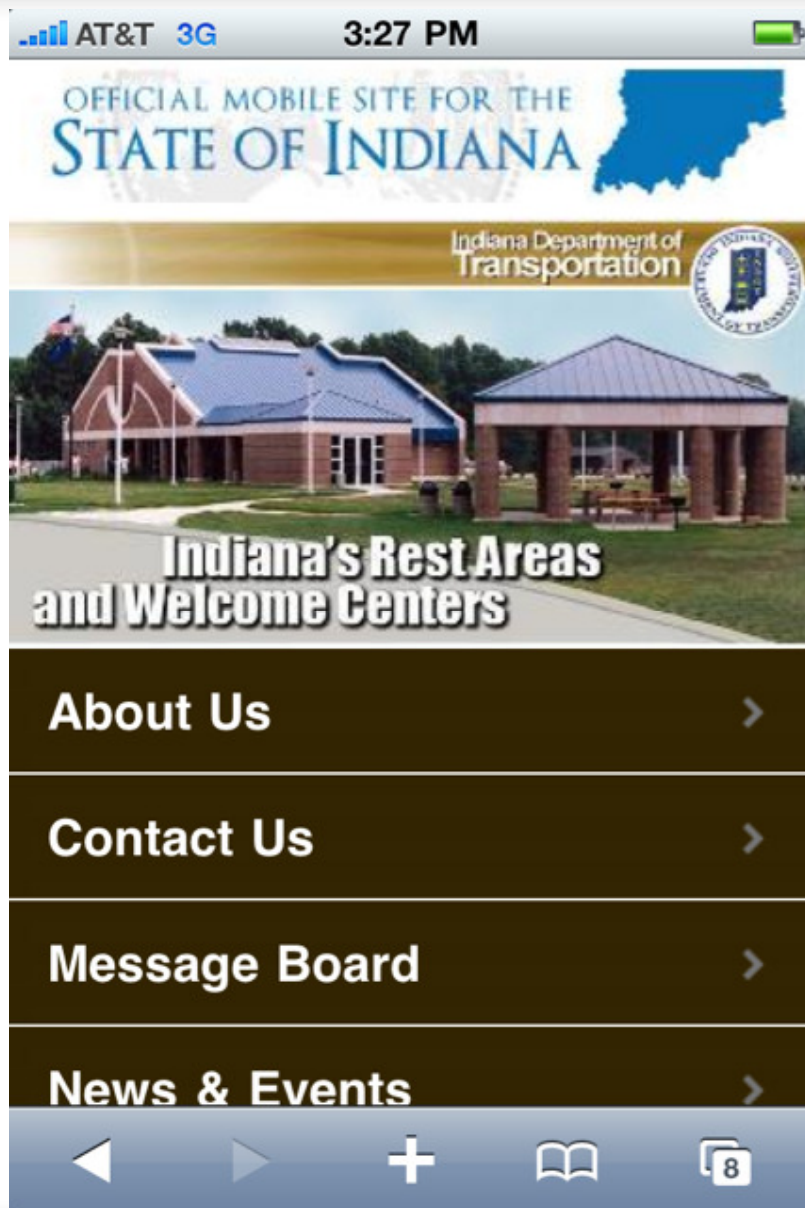 AT&T 3G 3:27 PM
OFFICIAL MOBILE SITE FOR THE
STATE OF INDIANA
Indiana Department of
Transportation
Indiana's Rest Areas
and Welcome Centers
About Us
Contact Us
Message Board
News & Events
8